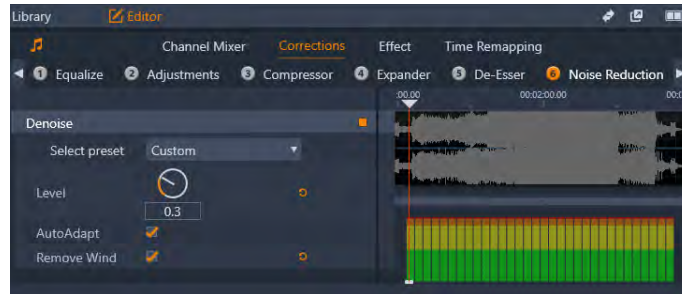 Library Editor
Channel Mixer Corrections Effect Time Remapping
1 Equalize 2 Adjustments 3 Compressor 4 Expander 5 De-Esser 6 Noise Reduction
:00.00 00:02:00.00 00:0
Denoise
Select preset Custom
Level
0.3
AutoAdapt
Remove Wind